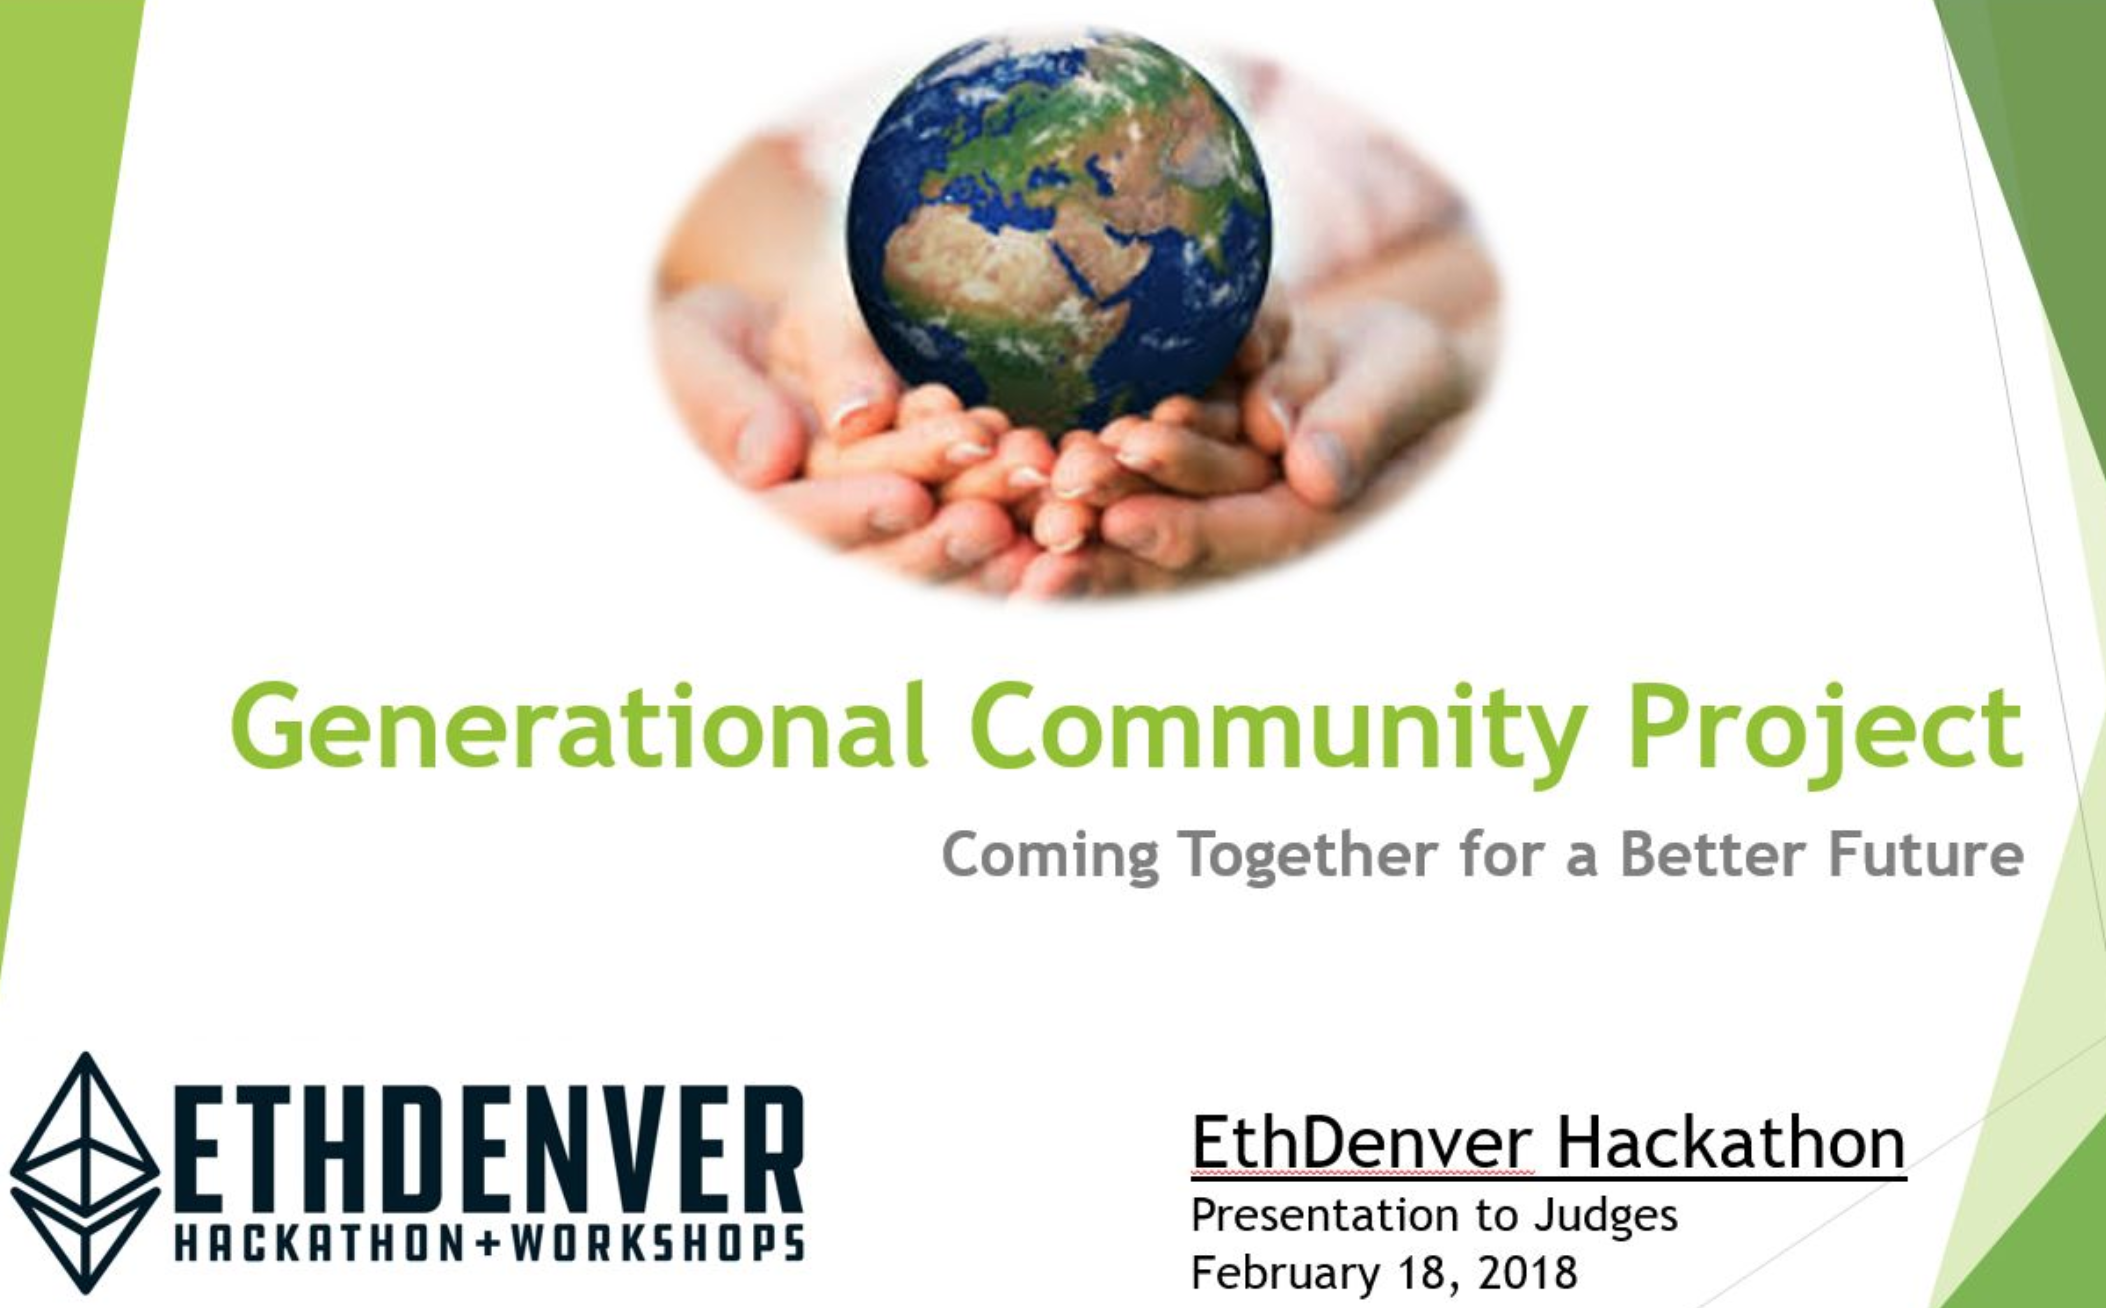 Generational Community Project
Coming Together for a Better Future
ETHDENVER
HACKATHON+WORKSHOPS
EthDenver Hackathon
Presentation to Judges
February 18, 2018